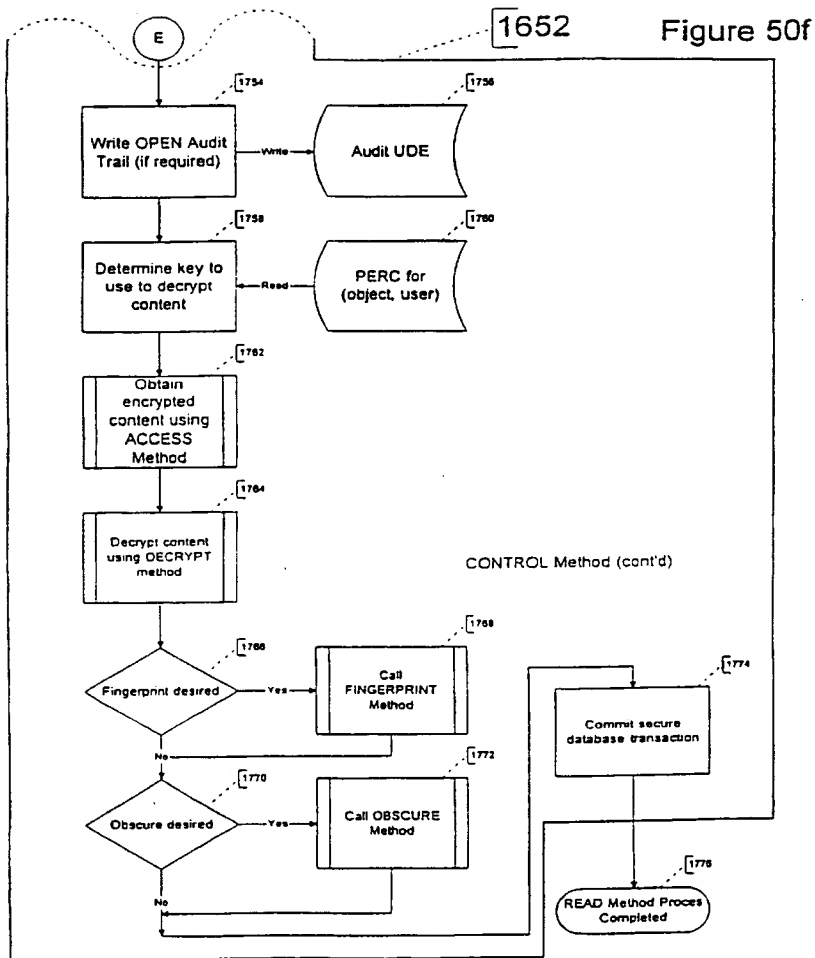 1652
Figure 50f
E
1754
Write OPEN Audit
Trail (if required)
Write
1756
Audit UDE
1758
Determine key to
use to decrypt
content
Read
1760
PERC for
(object, user)
1762
Obtain
encrypted
content using
ACCESS
Method
1764
Decrypt content
using DECRYPT
method
CONTROL Method (cont'd)
1766
Fingerprint desired
Yes
1768
Call
FINGERPRINT
Method
No
1770
Obscure desired
Yes
1772
Call OBSCURE
Method
No
1774
Commit secure
database transaction
1776
READ Method Proces
Completed